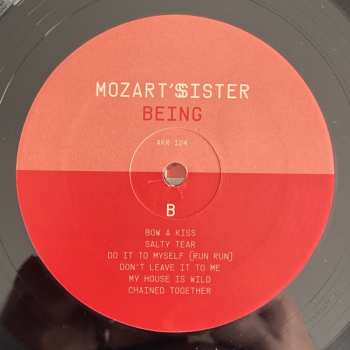 MOZART'S SISTER
BEING
AKR 124
B
BOW A KISS
SALTY TEAR
DO IT TO MYSELF (RUN RUN)
DON'T LEAVE IT TO ME
MY HOUSE IS WILD
CHAINED TOGETHER